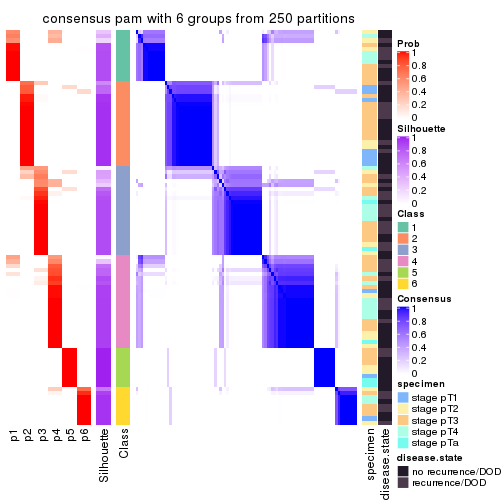 consensus pam with 6 groups from 250 partitions
Prob
1
0.8
0.6
0.4
0.2
0
Silhouette
1
0.8
0.6
0.4
0.2
0
Class
1
2
3
4
5
6
Consensus
1
0.8
0.6
0.4
0.2
0
specimen
stage pT1
stage pT2
stage pT3
stage pT4
stage pTa
disease.state
no recurrence/DOD
recurrence/DOD
p1
p2
p3
p4
p5
p6
Silhouette
Class
specimen
disease.state